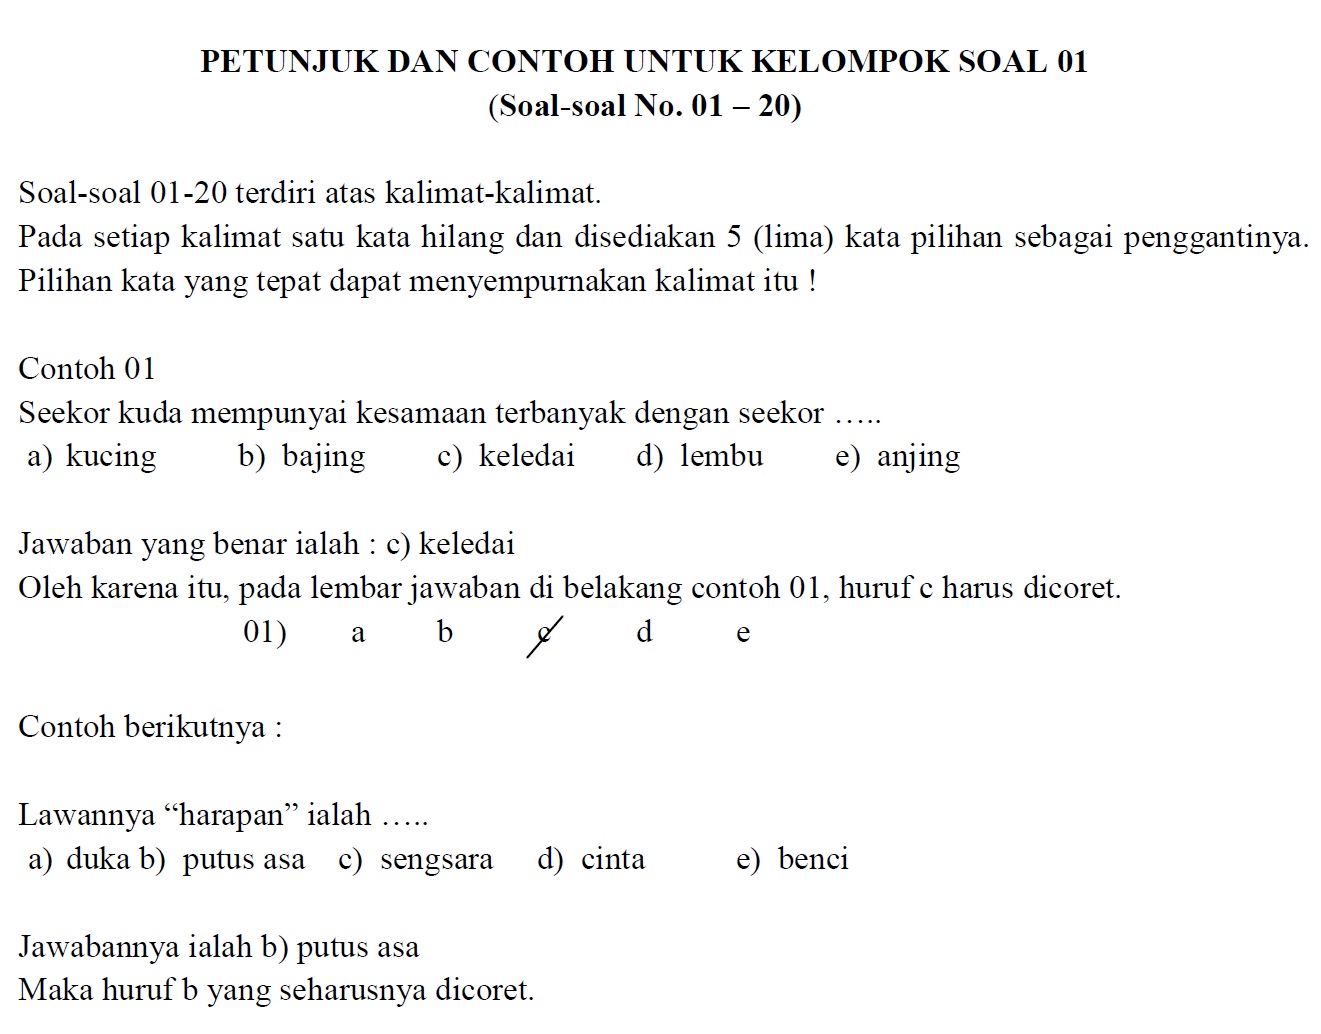 PETUNJUK DAN CONTOH UNTUK KELOMPOK SOAL 01
(Soal-soal No. 01 – 20)
Soal-soal 01-20 terdiri atas kalimat-kalimat.
Pada setiap kalimat satu kata hilang dan disediakan 5 (lima) kata pilihan sebagai penggantinya.
Pilihan kata yang tepat dapat menyempurnakan kalimat itu !
Contoh 01
Seekor kuda mempunyai kesamaan terbanyak dengan seekor …..
a) kucing b) bajing c) keledai d) lembu e) anjing
Jawaban yang benar ialah : c) keledai
Oleh karena itu, pada lembar jawaban di belakang contoh 01, huruf c harus dicoret.
01) a b c d e
Contoh berikutnya :
Lawannya “harapan” ialah …..
a) duka b) putus asa c) sengsara d) cinta e) benci
Jawabannya ialah b) putus asa
Maka huruf b yang seharusnya dicoret.